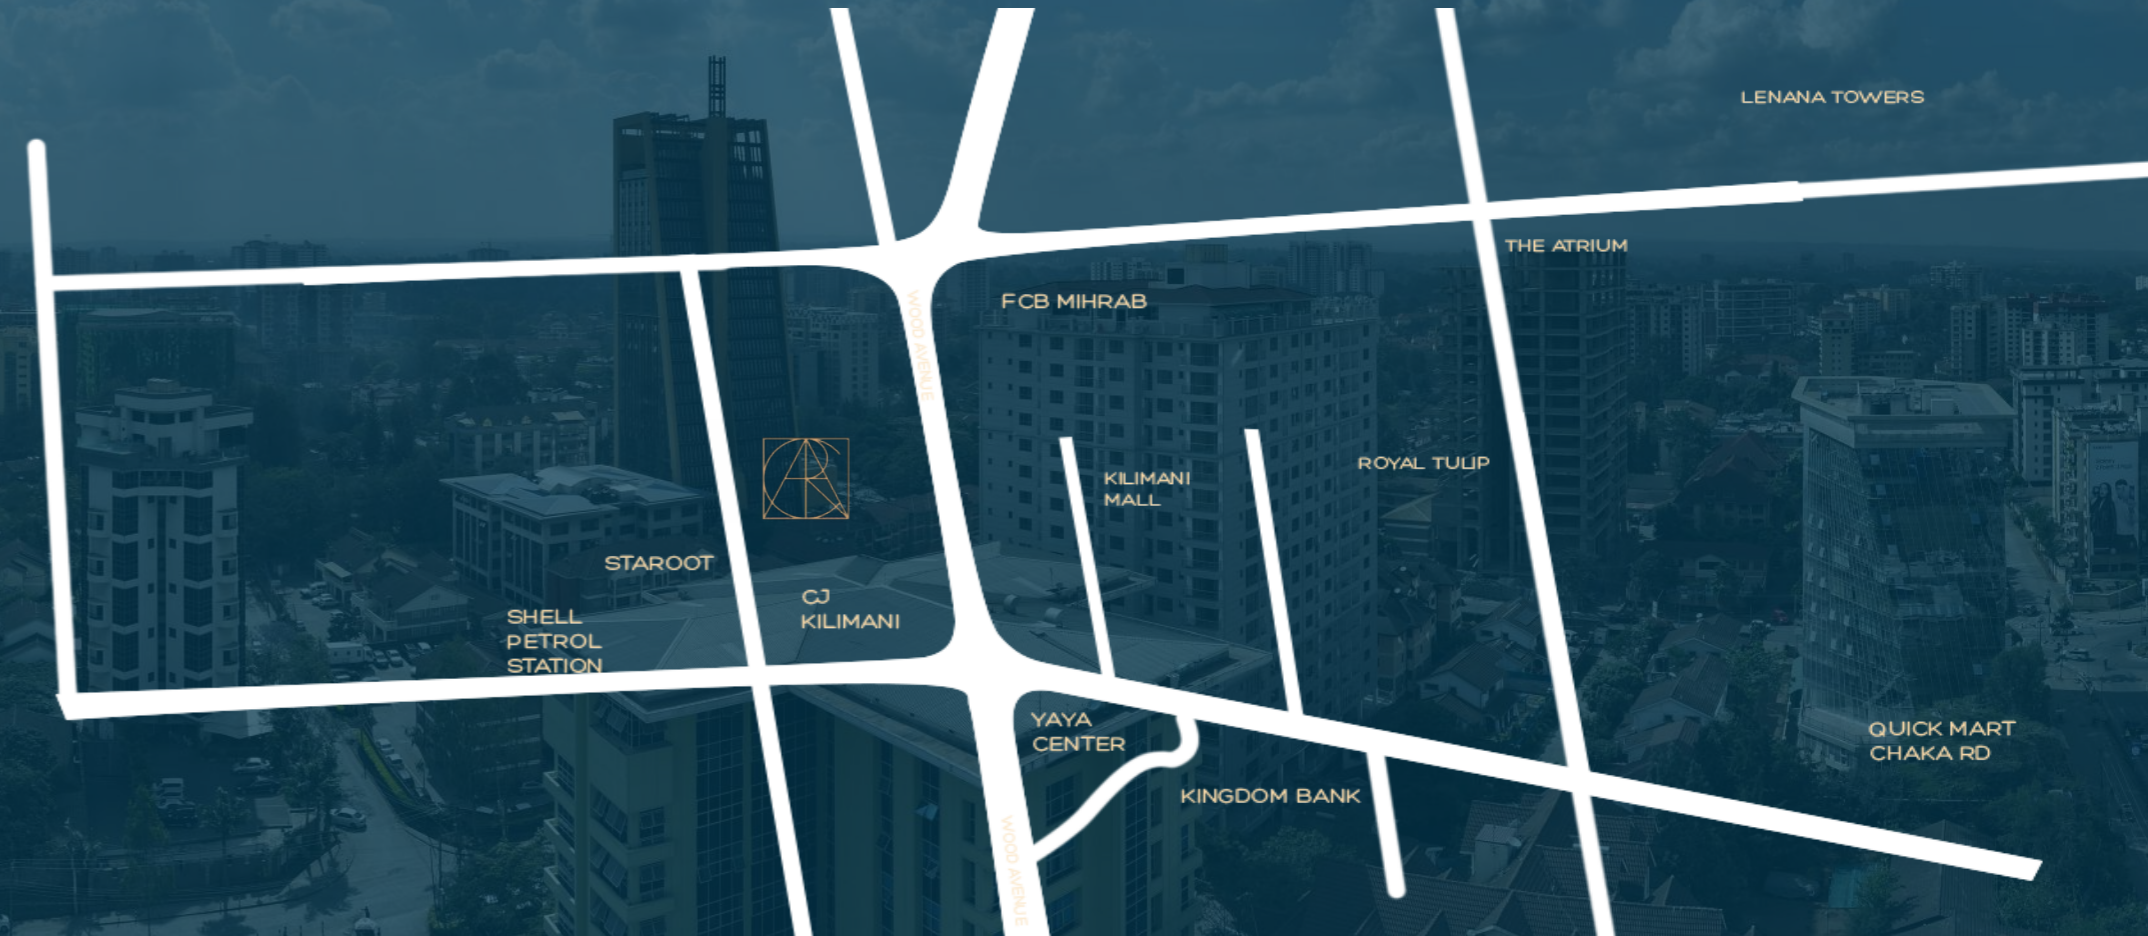 LENANA TOWERS
THE ATRIUM
WOOD AVENUE
FCB MIHRAB
ROYAL TULIP
KILIMANI
MALL
STAROOT
CJ
KILIMANI
SHELL
PETROL
STATION
YAYA
CENTER
QUICK MART
CHAKA RD
KINGDOM BANK
WOOD AVENUE